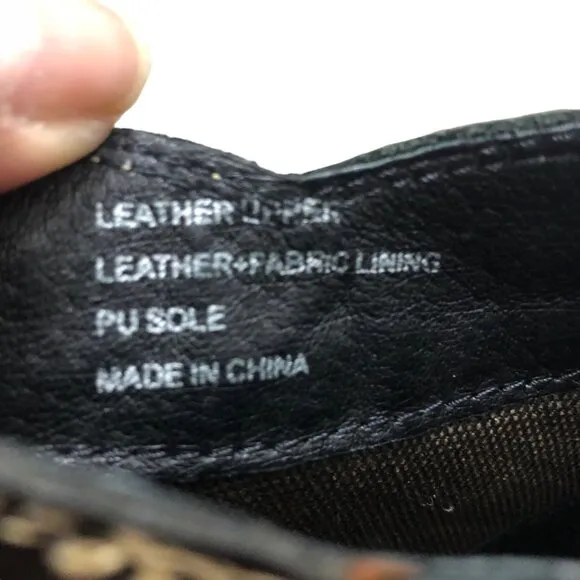 LEATHER UPPER
LEATHER+FABRIC LINING
PU SOLE
MADE IN CHINA